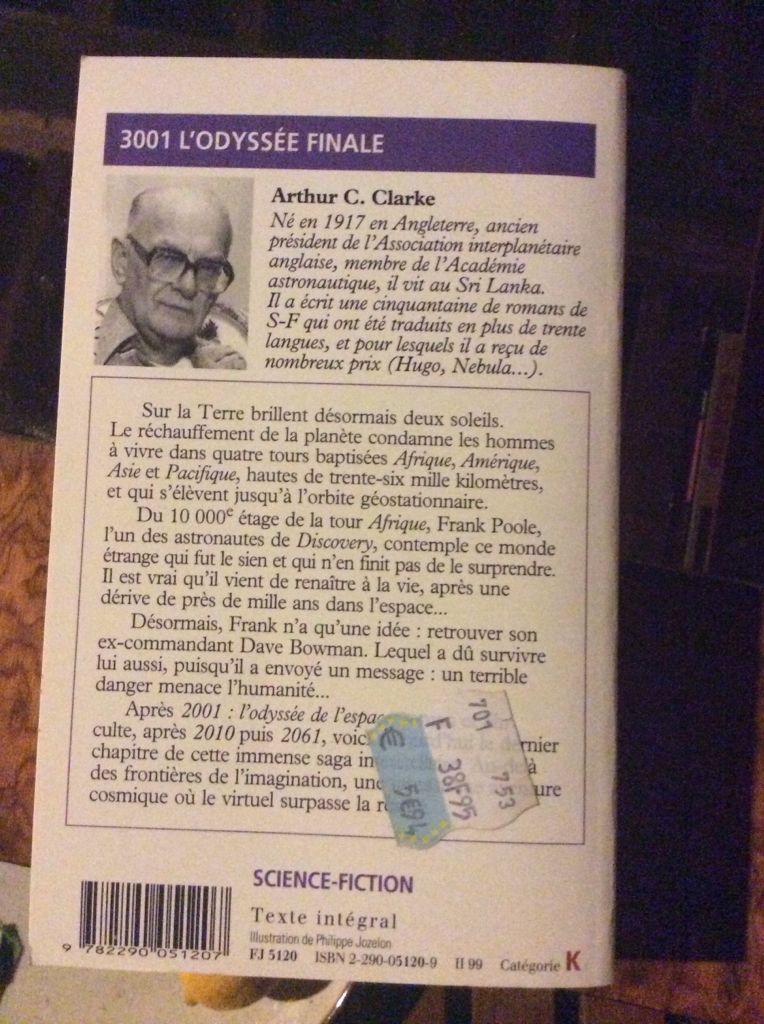 3001 L'ODYSSÉE FINALE
Arthur C. Clarke
Né en 1917 en Angleterre, ancien
président de l'Association interplanétaire
anglaise, membre de l'Académie
astronautique, il vit au Sri Lanka.
Il a écrit une cinquantaine de romans de
S-F qui ont été traduits en plus de trente
langues, et pour lesquels il a reçu de
nombreux prix (Hugo, Nebula...).
Sur la Terre brillent désormais deux soleils.
Le réchauffement de la planète condamne les hommes
à vivre dans quatre tours baptisées Afrique, Amérique,
Asie et Pacifique, hautes de trente-six mille kilomètres,
et qui s'élèvent jusqu'à l'orbite géostationnaire.
Du 10 000e étage de la tour Afrique, Frank Poole,
l'un des astronautes de Discovery, contemple ce monde
étrange qui fut le sien et qui n'en finit pas de le surprendre.
Il est vrai qu'il vient de renaître à la vie, après une
dérive de près de mille ans dans l'espace...
Désormais, Frank n'a qu'une idée : retrouver son
ex-commandant Dave Bowman. Lequel a dû survivre
lui aussi, puisqu'il a envoyé un message : un terrible
danger menace l'humanité...
Après 2001 : l'odyssée de l'espac
culte, après 2010 puis 2061, voic le dernier
chapitre de cette immense saga in
des frontières de l'imagination, un ure
cosmique où le virtuel surpasse la r
701 753
F 38F95
€ 5€94
SCIENCE-FICTION
Texte intégral
Illustration de Philippe Jozelon
FJ 5120 ISBN 2-290-05120-9 II 99 Catégorie K
9 782290 051207